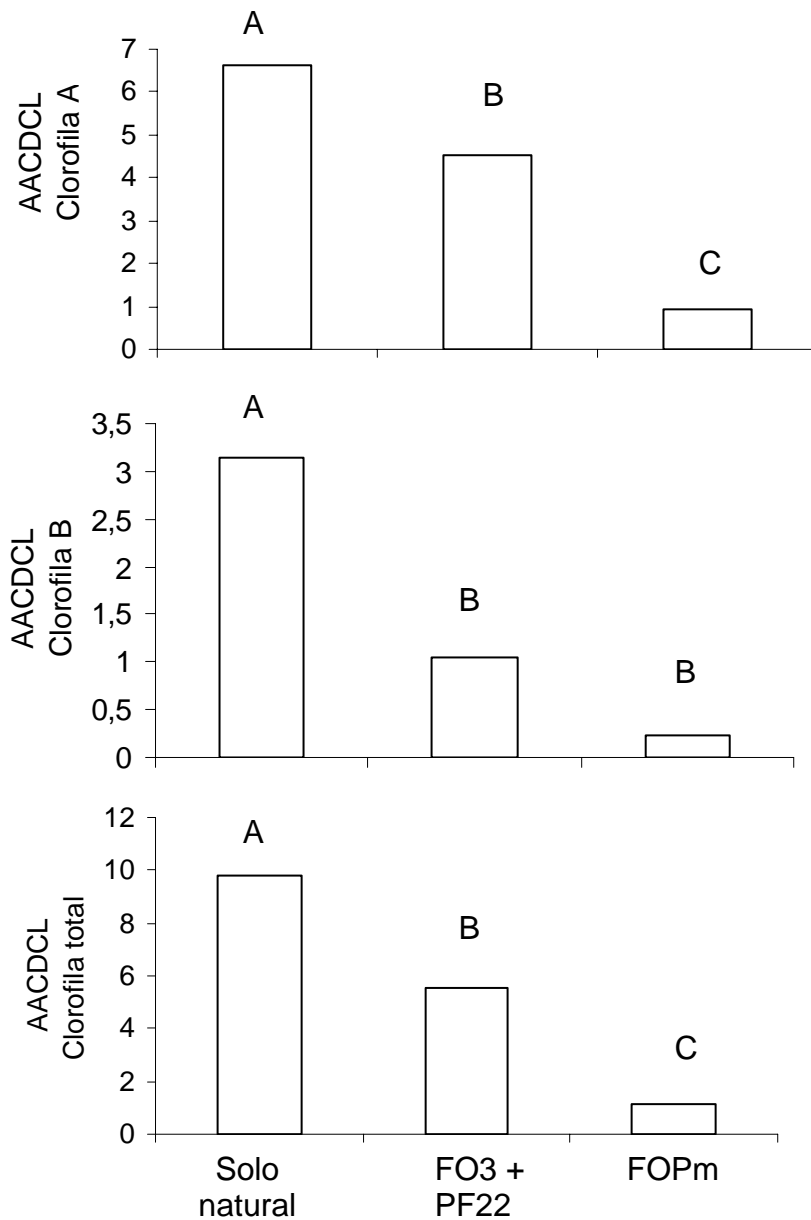 A
7
6
5
4
3
2
1
0
B
C
AACDCL
Clorofila A
A
3,5
3
2,5
2
1,5
1
0,5
0
B
B
AACDCL
Clorofila B
12
10
8
6
4
2
0
A
B
C
AACDCL
Clorofila total
Solo
natural
FO3 +
PF22
FOPm